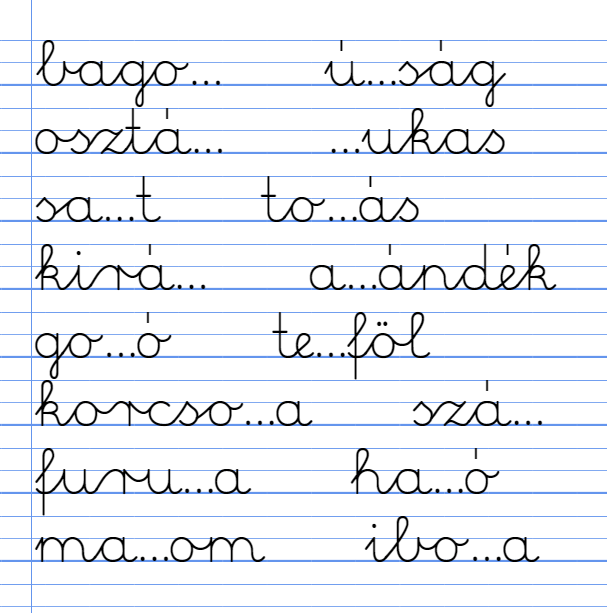 bago... ú...ság
osztá... ...ukas
sa...t to...ás
kirá... a...ándék
go...ó te...föl
korcso...a szá...
furu...a ha...ó
ma...om ibo...a